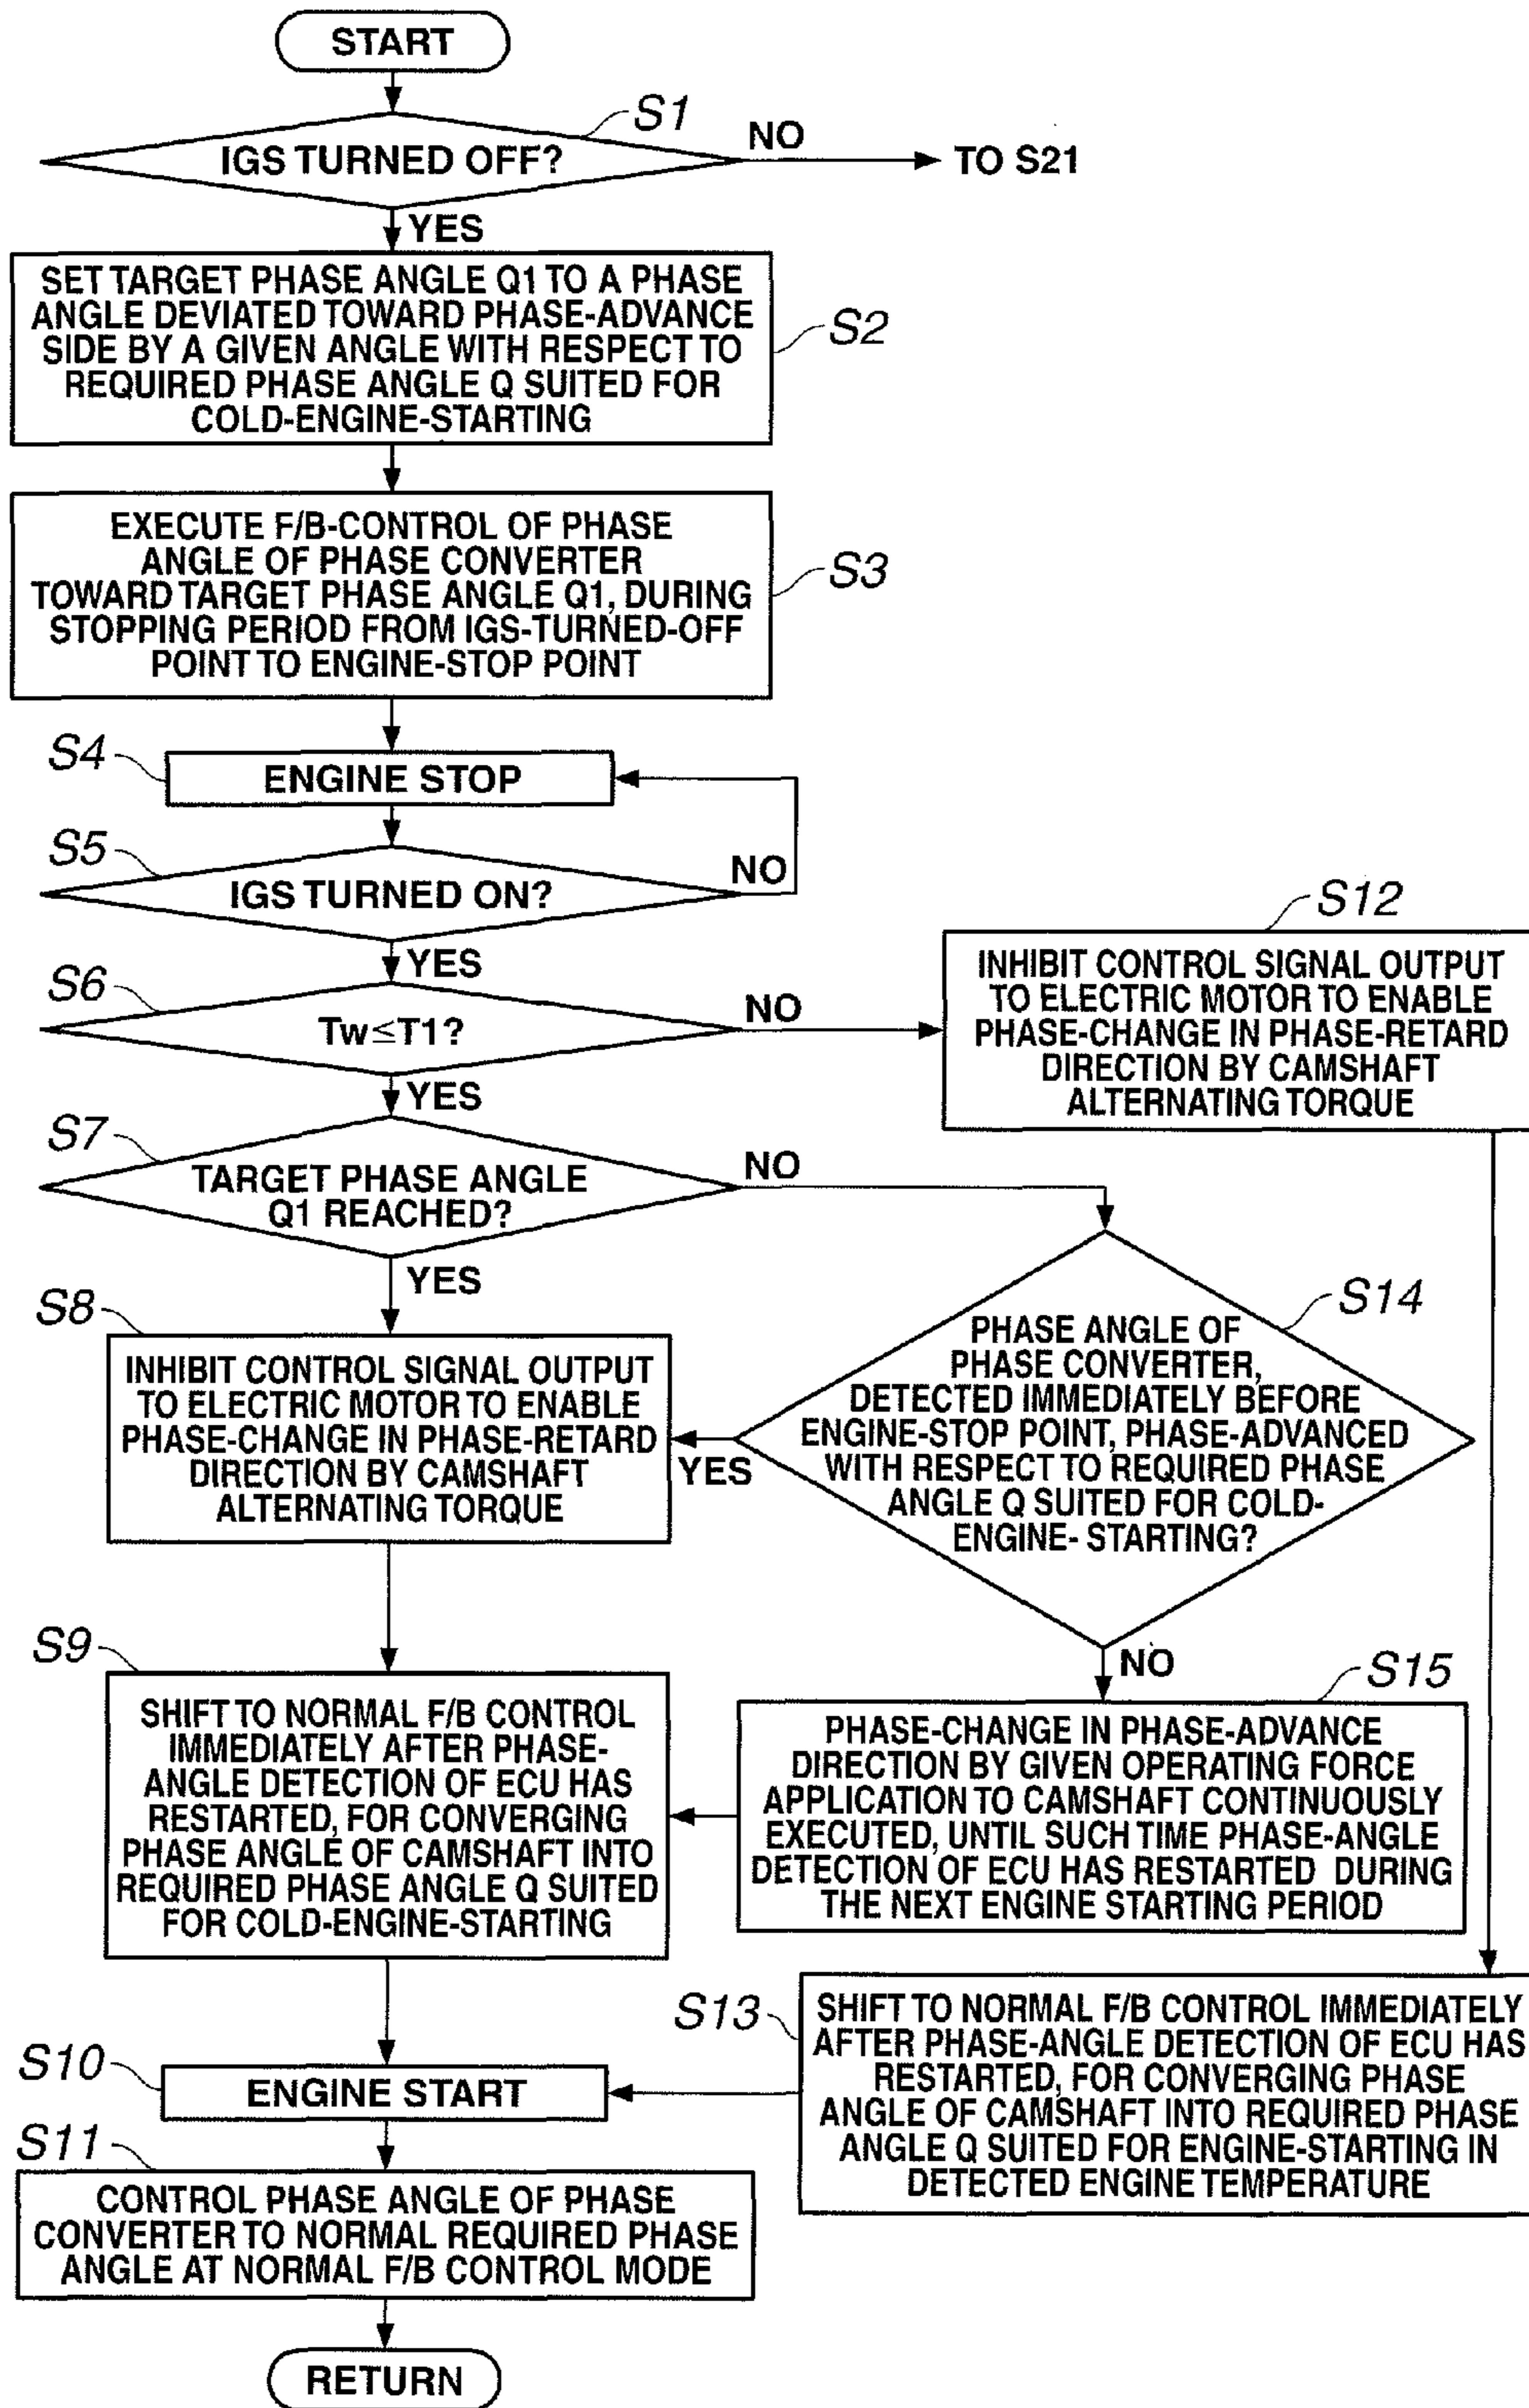 START
S1
IGS TURNED OFF?
NO
TO S21
YES
SET TARGET PHASE ANGLE Q1 TO A PHASE
ANGLE DEVIATED TOWARD PHASE-ADVANCE
SIDE BY A GIVEN ANGLE WITH RESPECT TO
REQUIRED PHASE ANGLE Q SUITED FOR
COLD-ENGINE-STARTING
S2
EXECUTE F/B-CONTROL OF PHASE
ANGLE OF PHASE CONVERTER
TOWARD TARGET PHASE ANGLE Q1, DURING
STOPPING PERIOD FROM IGS-TURNED-OFF
POINT TO ENGINE-STOP POINT
S3
S4
ENGINE STOP
S5
IGS TURNED ON?
NO
YES
S6
Tw≤T1?
NO
YES
S12
INHIBIT CONTROL SIGNAL OUTPUT
TO ELECTRIC MOTOR TO ENABLE
PHASE-CHANGE IN PHASE-RETARD
DIRECTION BY CAMSHAFT
ALTERNATING TORQUE
S7
TARGET PHASE ANGLE
Q1 REACHED?
NO
YES
S8
INHIBIT CONTROL SIGNAL OUTPUT
TO ELECTRIC MOTOR TO ENABLE
PHASE-CHANGE IN PHASE-RETARD
DIRECTION BY CAMSHAFT
ALTERNATING TORQUE
S14
PHASE ANGLE OF
PHASE CONVERTER,
DETECTED IMMEDIATELY BEFORE
ENGINE-STOP POINT, PHASE-ADVANCED
WITH RESPECT TO REQUIRED PHASE
ANGLE Q SUITED FOR COLD-
ENGINE- STARTING?
YES
NO
S9
SHIFT TO NORMAL F/B CONTROL
IMMEDIATELY AFTER PHASE-
ANGLE DETECTION OF ECU HAS
RESTARTED, FOR CONVERGING
PHASE ANGLE OF CAMSHAFT INTO
REQUIRED PHASE ANGLE Q SUITED
FOR COLD-ENGINE-STARTING
S15
PHASE-CHANGE IN PHASE-ADVANCE
DIRECTION BY GIVEN OPERATING FORCE
APPLICATION TO CAMSHAFT CONTINUOUSLY
EXECUTED, UNTIL SUCH TIME PHASE-ANGLE
DETECTION OF ECU HAS RESTARTED DURING
THE NEXT ENGINE STARTING PERIOD
S13
SHIFT TO NORMAL F/B CONTROL IMMEDIATELY
AFTER PHASE-ANGLE DETECTION OF ECU HAS
RESTARTED, FOR CONVERGING PHASE
ANGLE OF CAMSHAFT INTO REQUIRED PHASE
ANGLE Q SUITED FOR ENGINE-STARTING IN
DETECTED ENGINE TEMPERATURE
S10
ENGINE START
S11
CONTROL PHASE ANGLE OF PHASE
CONVERTER TO NORMAL REQUIRED PHASE
ANGLE AT NORMAL F/B CONTROL MODE
RETURN